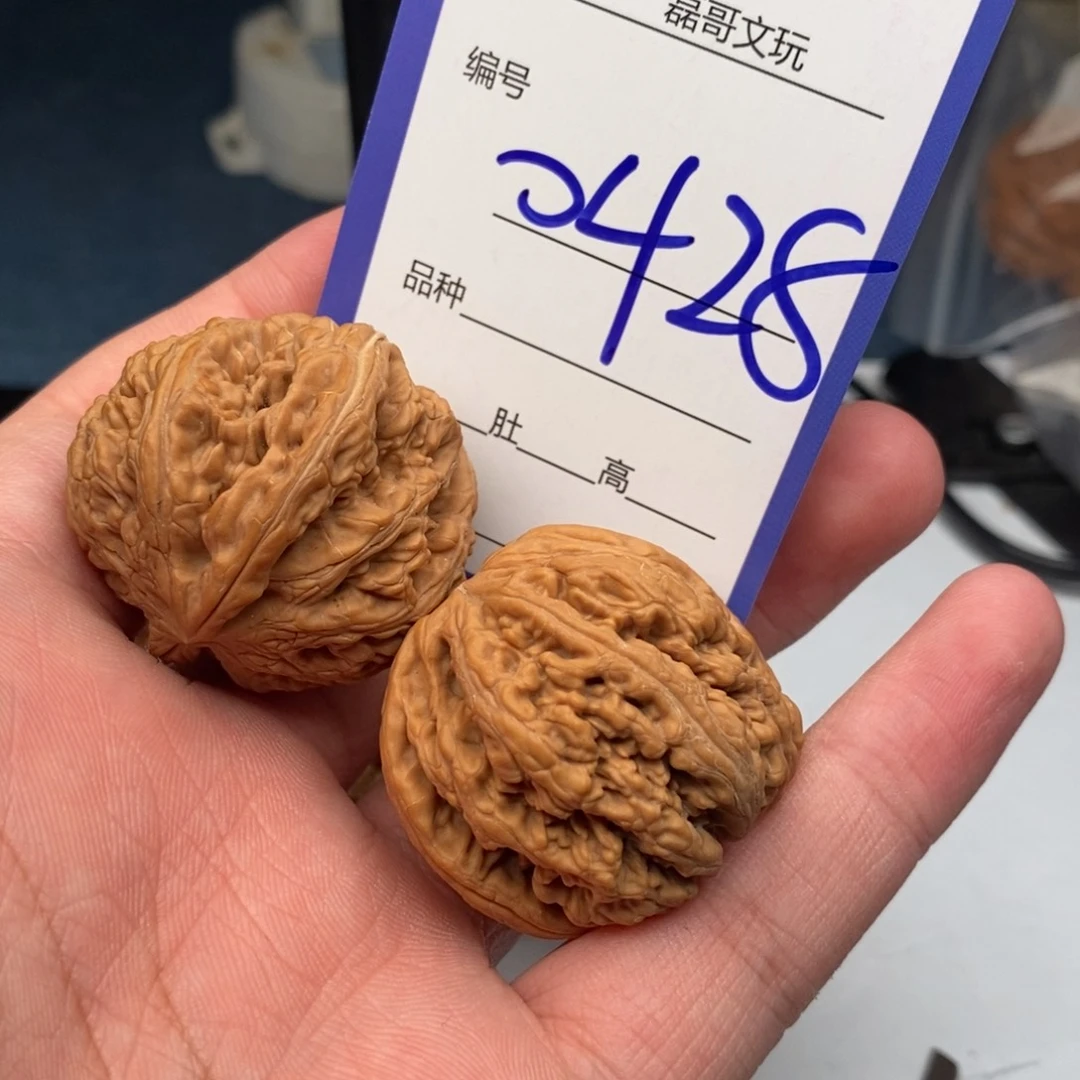 磊哥文玩
编号 0428
品种
肚 高